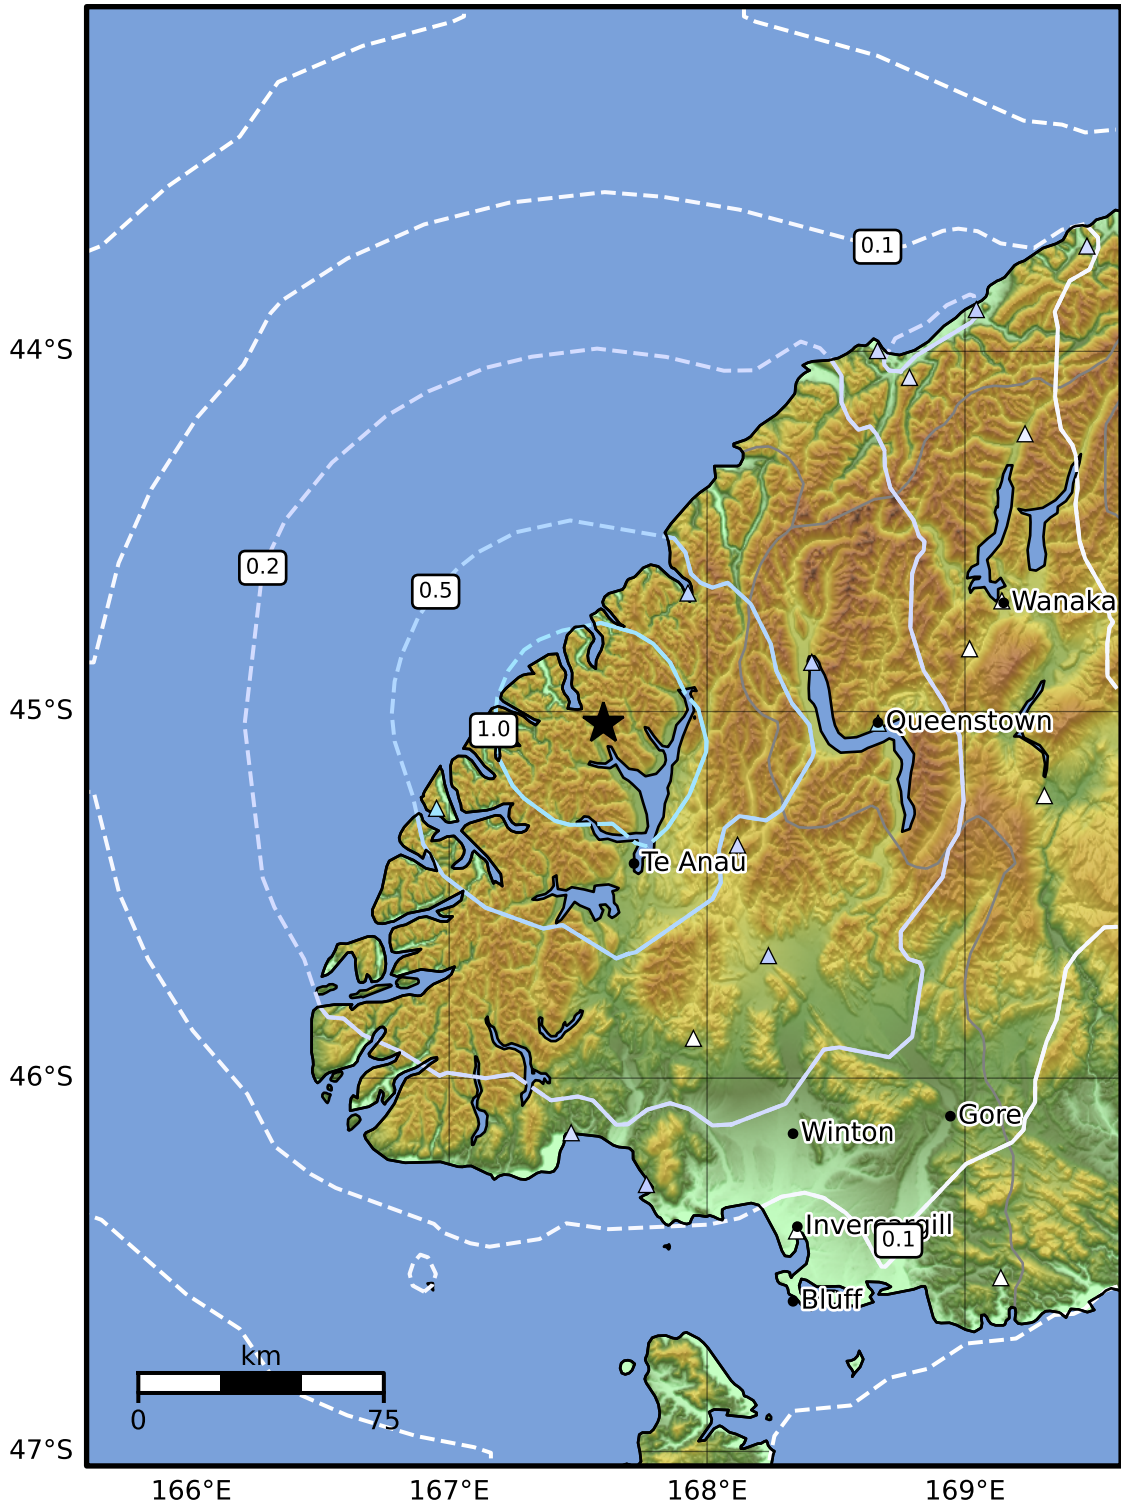 0.1
44°S
0.2
0.5
Wanaka
45°S
Queenstown
1.0
Te Anau
46°S
Gore
Winton
Invercargill
0.1
Bluff
km
0
75
47°S
166°E
167°E
168°E
169°E